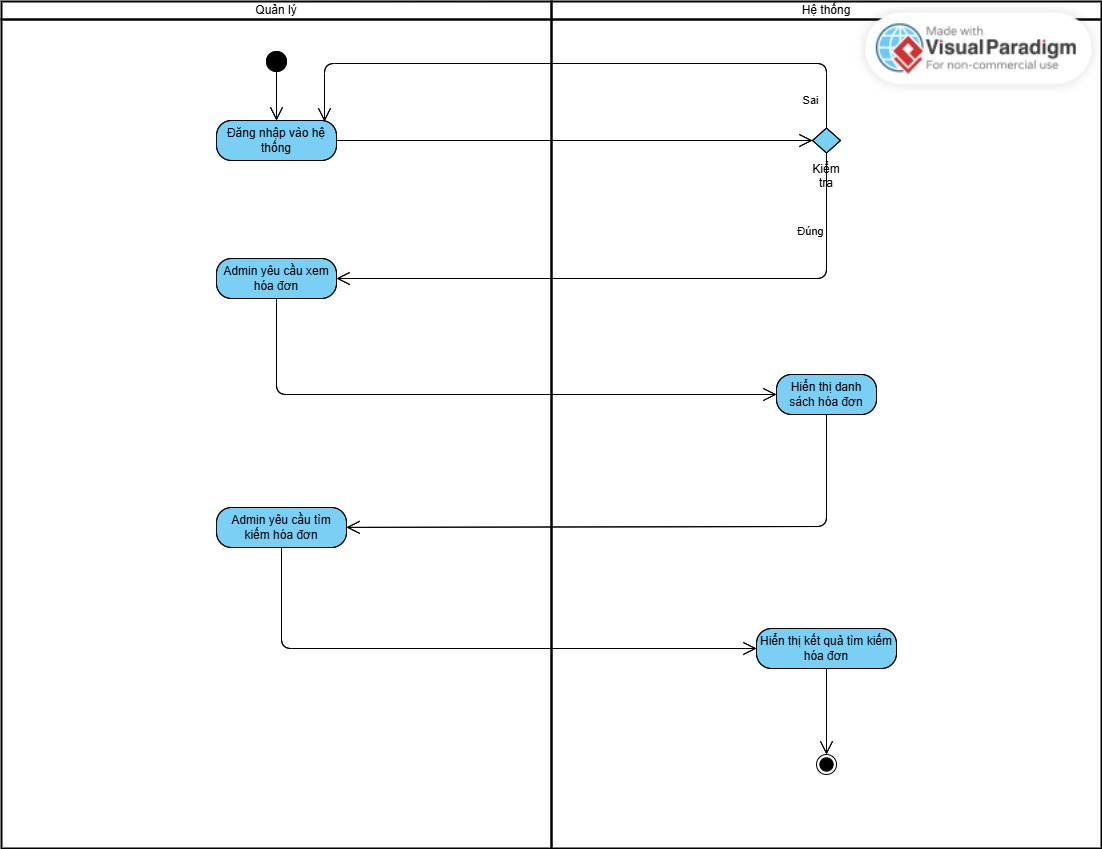 Quản lý
Hệ thống
Made with
Visual Paradigm
For non-commercial use
Sai
Đăng nhập vào hệ
thống
Kiểm
tra
Đúng
Admin yêu cầu xem
hóa đơn
Hiển thị danh
sách hóa đơn
Admin yêu cầu tìm
kiếm hóa đơn
Hiển thị kết quả tìm kiếm
hóa đơn